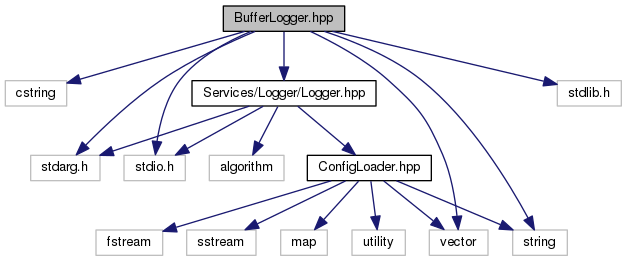 BufferLogger.hpp
cstring
Services/Logger/Logger.hpp
stdlib.h
stdarg.h
stdio.h
algorithm
ConfigLoader.hpp
fstream
sstream
map
utility
vector
string